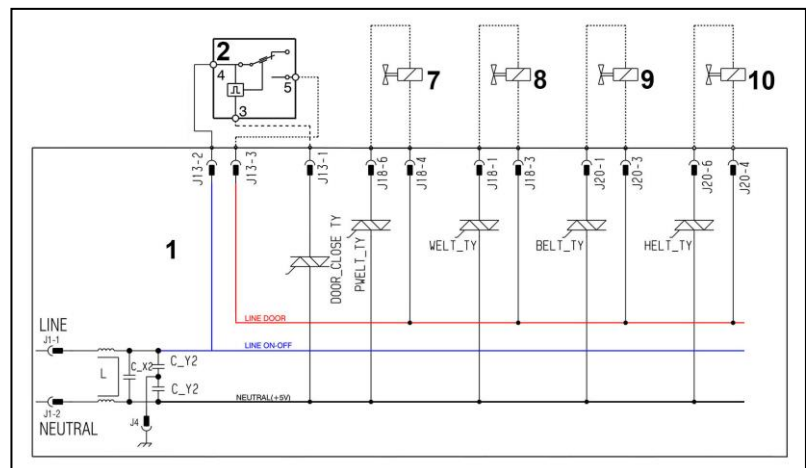 2
4
5
3
7
8
9
10
J13-2
J13-3
J13-1
J18-6
J18-4
J18-1
J18-3
J20-1
J20-3
J20-6
J20-4
1
DOOR_CLOSE TY
PWELT_TY
WELT_TY
BELT_TY
HELT_TY
LINE DOOR
LINE
J1-1
LINE ON-OFF
L
C_X2
C_Y2
C_Y2
NEUTRAL(+5V)
J1-2
J4
NEUTRAL